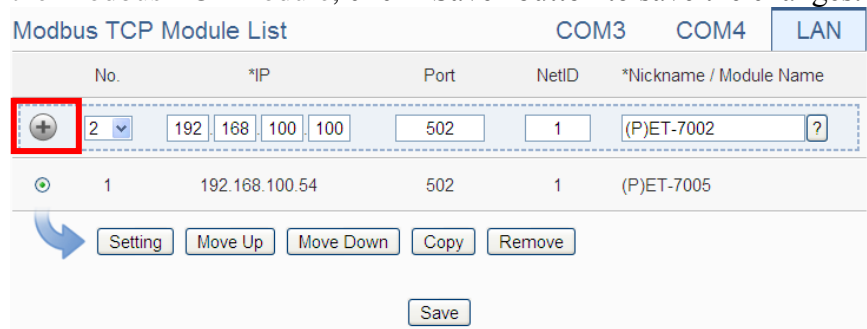 Modbus TCP Module List COM3 COM4 LAN
No. *IP Port NetID *Nickname / Module Name
2 192 . 168 . 100 . 100 502 1 (P)ET-7002 ?
1 192.168.100.54 502 1 (P)ET-7005
Setting Move Up Move Down Copy Remove
Save